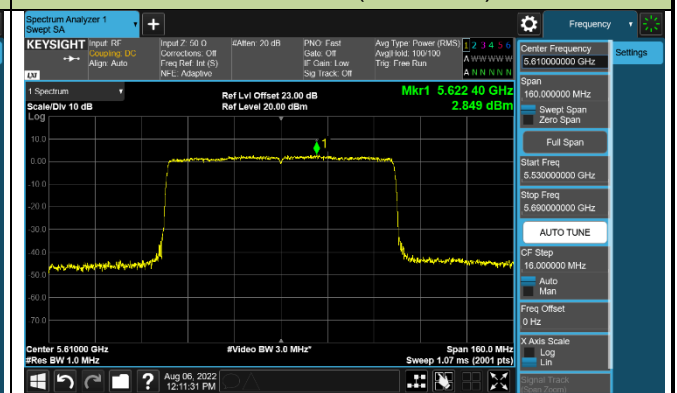 Spectrum Analyzer 1
Swept SA
+
Frequency
KEYSIGHT
Input: RF
Coupling: DC
Align: Auto
Input Z: 50 Ω
Corrections: Off
Freq Ref: Int (S)
NFE: Adaptive
#Atten: 20 dB
PNO: Fast
Gate: Off
IF Gain: Low
Sig Track: Off
Avg Type: Power (RMS)
Avg|Hold: 100/100
Trig: Free Run
1 2 3 4 5 6
A W W W W W
A N N N N N
LXI
Center Frequency
5.610000000 GHz
Settings
Span
160.000000 MHz
Swept Span
Zero Span
Full Span
Start Freq
5.530000000 GHz
Stop Freq
5.690000000 GHz
AUTO TUNE
CF Step
16.000000 MHz
Auto
Man
Freq Offset
0 Hz
X Axis Scale
Log
Lin
Signal Track
(Span Zoom)
1 Spectrum
Scale/Div 10 dB
Log
Ref Lvl Offset 23.00 dB
Ref Level 20.00 dBm
Mkr1 5.622 40 GHz
2.849 dBm
1
10.0
0.00
-10.0
-20.0
-30.0
-40.0
-50.0
-60.0
-70.0
Center 5.61000 GHz
#Res BW 1.0 MHz
#Video BW 3.0 MHz*
Span 160.0 MHz
Sweep 1.07 ms (2001 pts)
?
Aug 06, 2022
12:11:31 PM